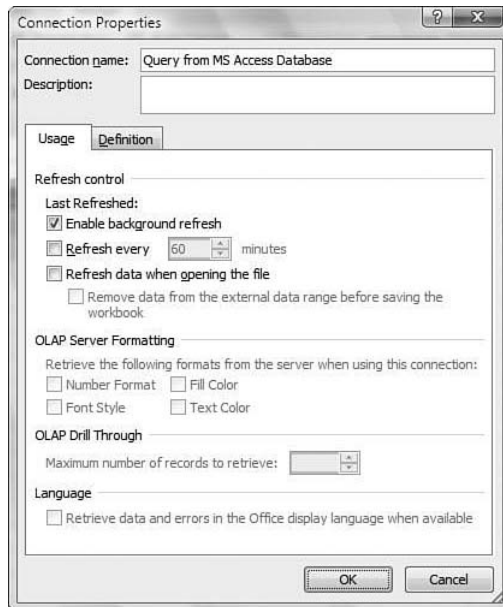 Connection Properties
Connection name: Query from MS Access Database
Description:
Usage Definition
Refresh control
Last Refreshed:
Enable background refresh
Refresh every 60 minutes
Refresh data when opening the file
Remove data from the external data range before saving the
workbook
OLAP Server Formatting
Retrieve the following formats from the server when using this connection:
Number Format Fill Color
Font Style Text Color
OLAP Drill Through
Maximum number of records to retrieve:
Language
Retrieve data and errors in the Office display language when available
OK Cancel